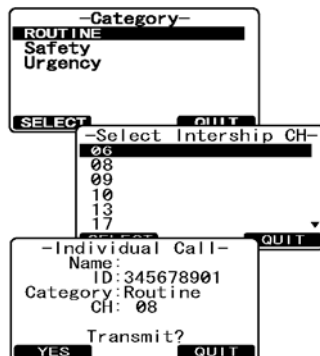 -Category-
ROUTINE
Safety
Urgency
SELECT QUIT
-Select Intership CH-
06
08
09
10
13
17
SELECT QUIT
-Individual Call-
Name:
ID:345678901
Category:Routine
CH: 08
Transmit?
YES QUIT